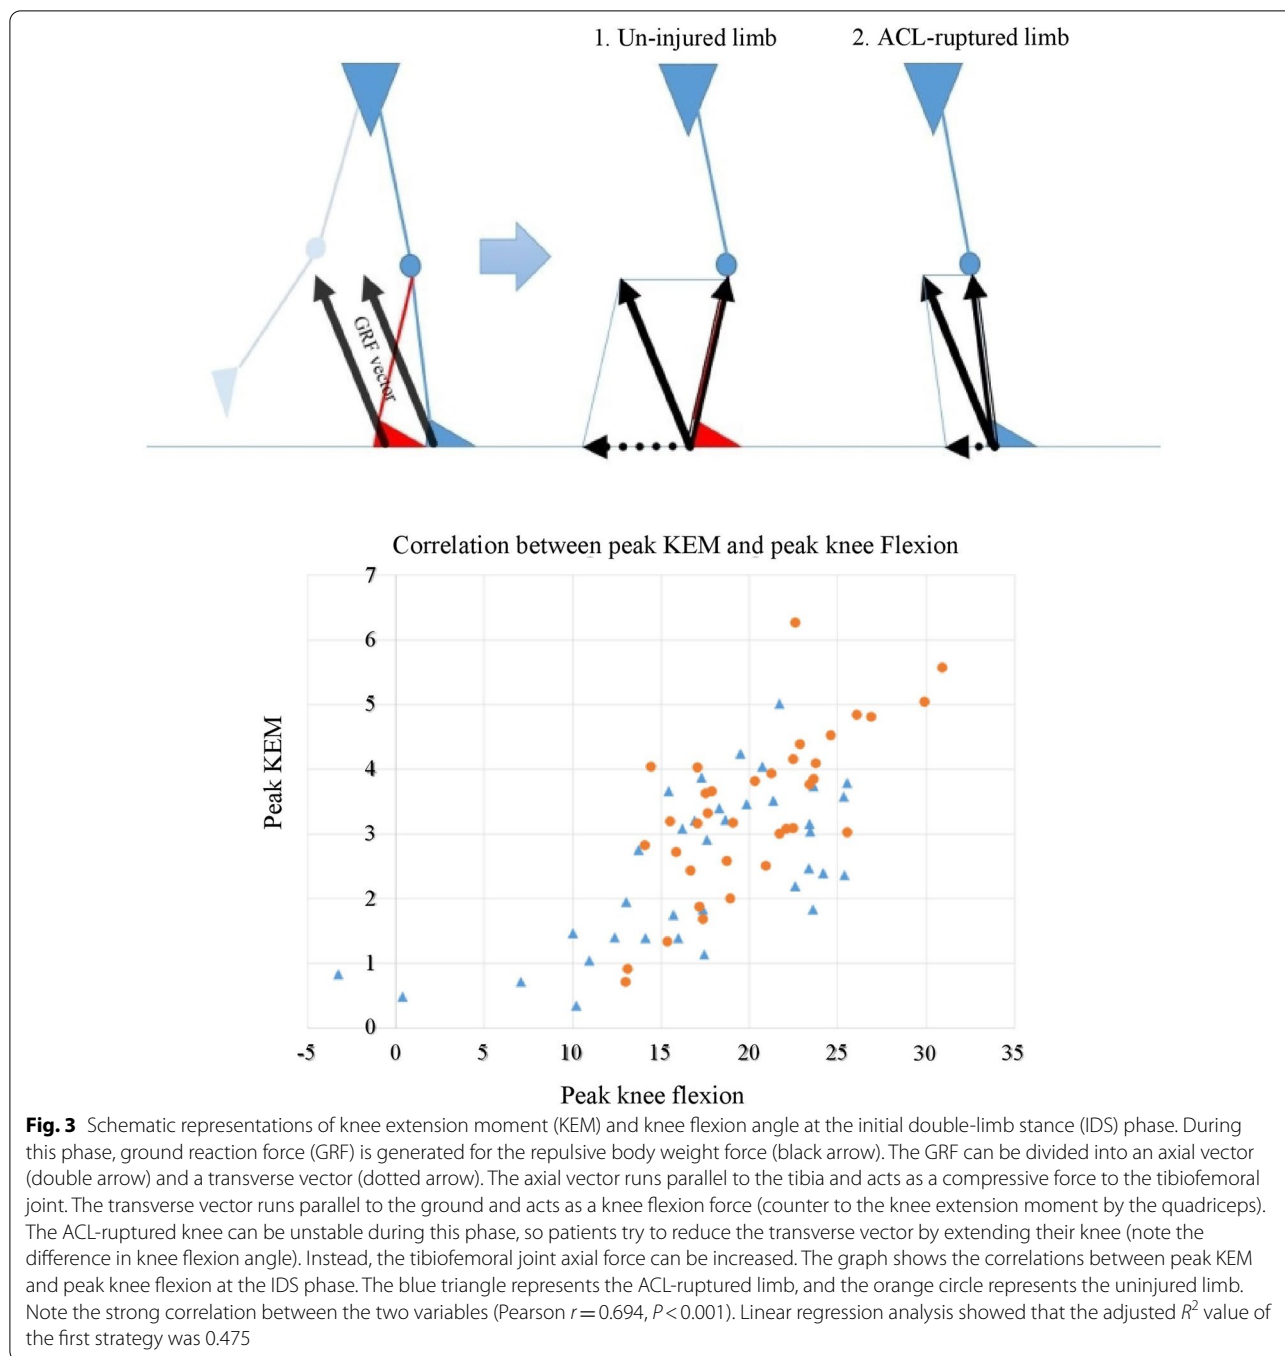 1. Un-injured limb
2. ACL-ruptured limb
GRF vector
Correlation between peak KEM and peak knee Flexion
7
6
5
4
3
2
1
0
Peak KEM
-5 0 5 10 15 20 25 30 35
Peak knee flexion
Fig. 3 Schematic representations of knee extension moment (KEM) and knee flexion angle at the initial double-limb stance (IDS) phase. During
this phase, ground reaction force (GRF) is generated for the repulsive body weight force (black arrow). The GRF can be divided into an axial vector
(double arrow) and a transverse vector (dotted arrow). The axial vector runs parallel to the tibia and acts as a compressive force to the tibiofemoral
joint. The transverse vector runs parallel to the ground and acts as a knee flexion force (counter to the knee extension moment by the quadriceps).
The ACL-ruptured knee can be unstable during this phase, so patients try to reduce the transverse vector by extending their knee (note the
difference in knee flexion angle). Instead, the tibiofemoral joint axial force can be increased. The graph shows the correlations between peak KEM
and peak knee flexion at the IDS phase. The blue triangle represents the ACL-ruptured limb, and the orange circle represents the uninjured limb.
Note the strong correlation between the two variables (Pearson r = 0.694, P < 0.001). Linear regression analysis showed that the adjusted R² value of
the first strategy was 0.475